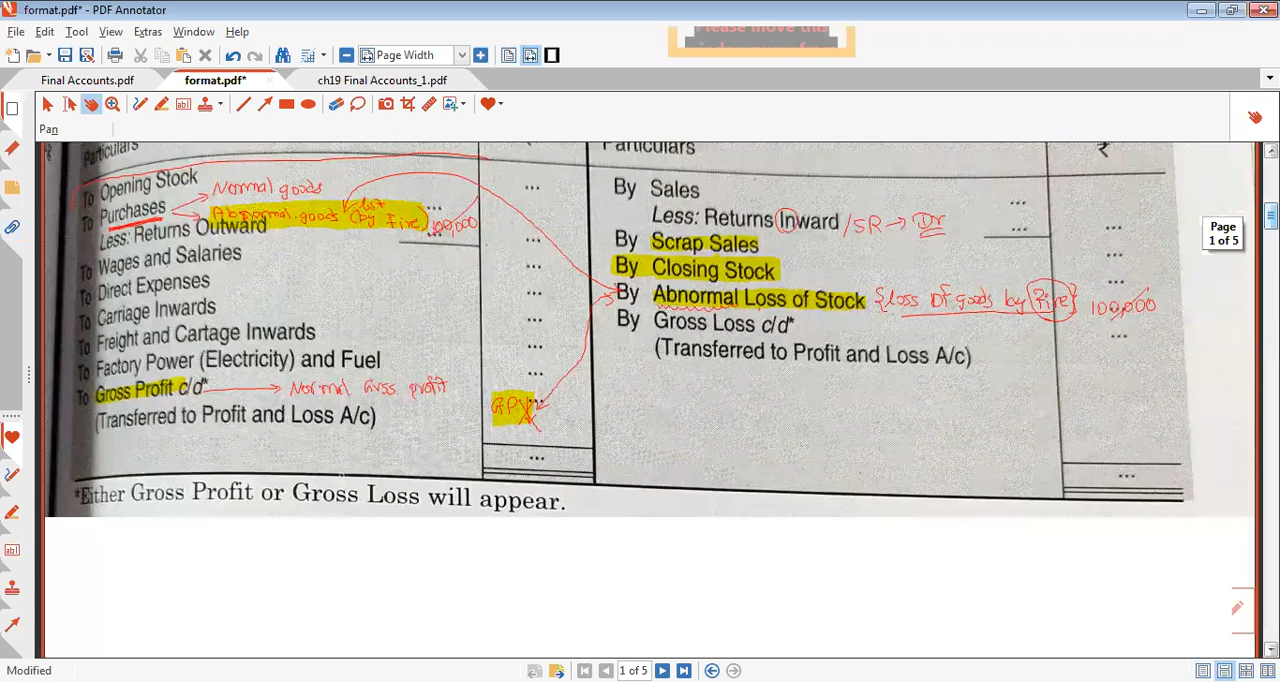 format.pdf* - PDF Annotator
File Edit Tool View Extras Window Help
Page Width
Final Accounts.pdf format.pdf* ch19 Final Accounts_1.pdf
Pan
Particulars
Particulars ₹
To Opening Stock ...
To Purchases ...
Normal goods
Abnormal goods lost (by Fire) 100,000
Less: Returns Outward ... ...
To Wages and Salaries ...
To Direct Expenses ...
To Carriage Inwards ...
To Freight and Cartage Inwards ...
To Factory Power (Electricity) and Fuel ...
To Gross Profit c/d* Normal Gross profit
(Transferred to Profit and Loss A/c) GP ...
...
By Sales ...
Less: Returns Inward / SR → Dr ... ...
By Scrap Sales ...
By Closing Stock ...
By Abnormal Loss of Stock {Loss of goods by Fire} 100,000
By Gross Loss c/d* ...
(Transferred to Profit and Loss A/c)
...
*Either Gross Profit or Gross Loss will appear.
Page
1 of 5
Modified
1 of 5